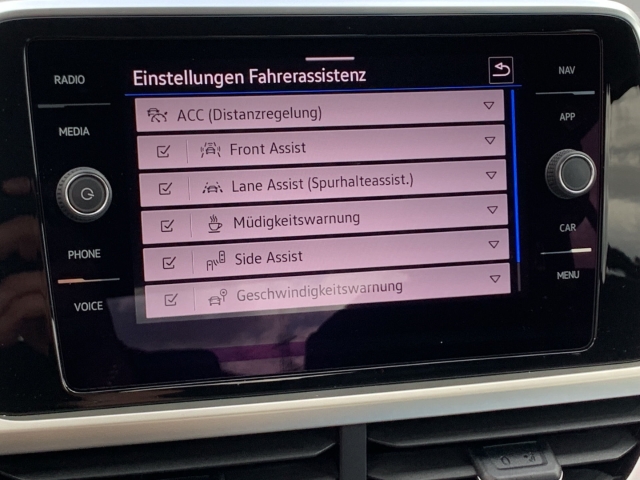 RADIO
MEDIA
PHONE
VOICE
Einstellungen Fahrerassistenz
ACC (Distanzregelung)
Front Assist
Lane Assist (Spurhalteassist.)
Müdigkeitswarnung
Side Assist
Geschwindigkeitswarnung
NAV
APP
CAR
MENU